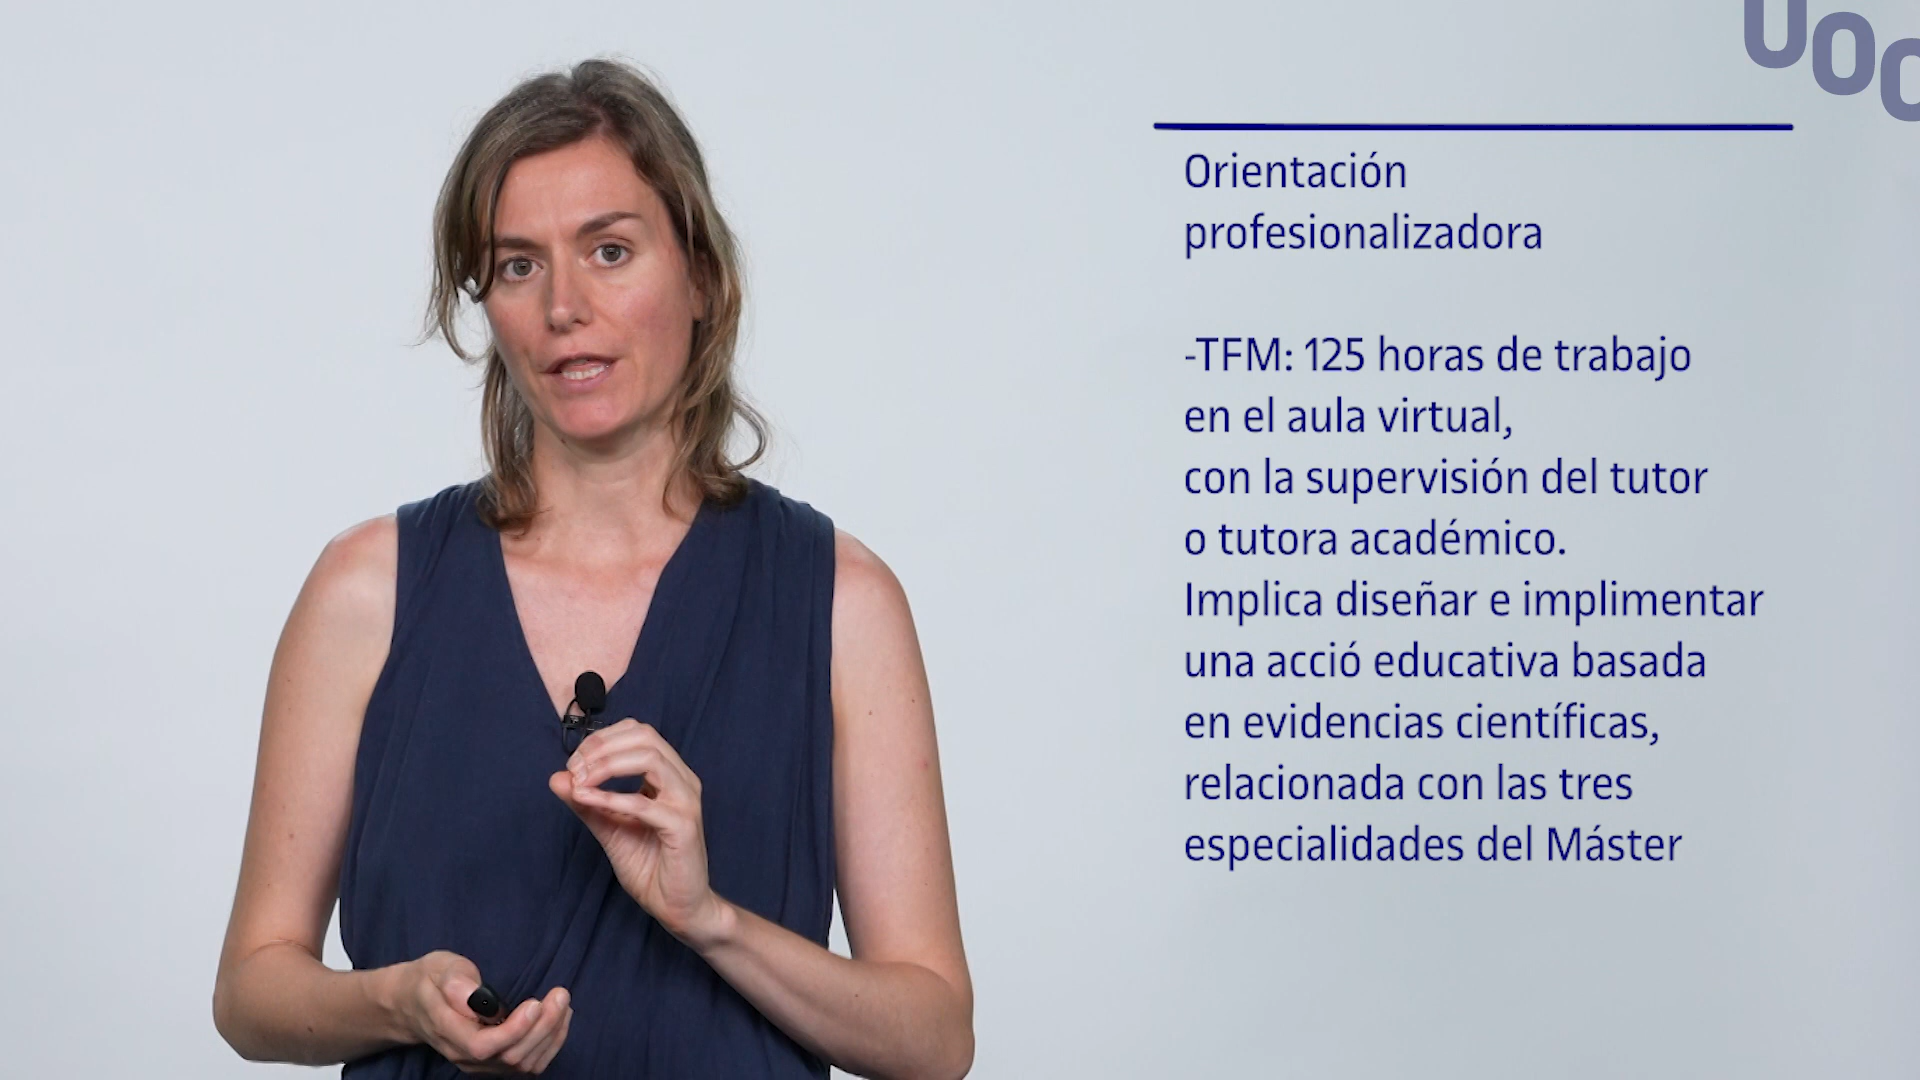 UOC
Orientación
profesionalizadora
-TFM: 125 horas de trabajo
en el aula virtual,
con la supervisión del tutor
o tutora académico.
Implica diseñar e implimentar
una acció educativa basada
en evidencias científicas,
relacionada con las tres
especialidades del Máster